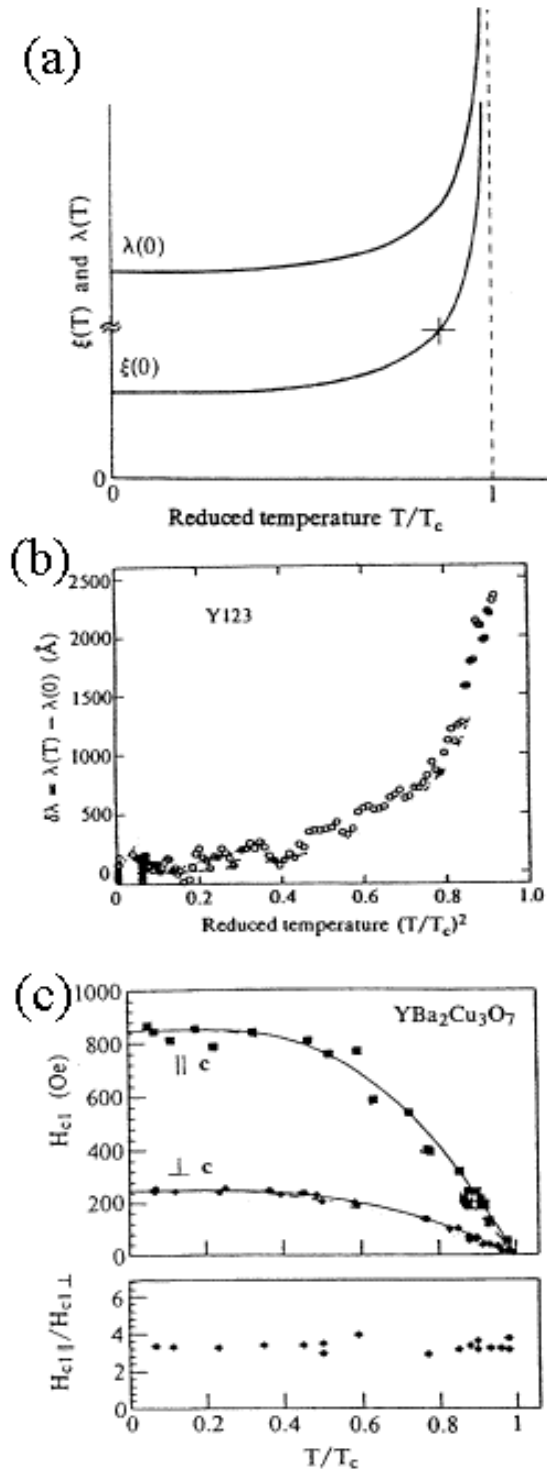 (a)
ξ(T) and λ(T)
λ(0)
ξ(0)
0
0
1
Reduced temperature T/Tc
(b)
2500
2000
1500
1000
500
0
Y123
δλ = λ(T) − λ(0) (Å)
0
0.2
0.4
0.6
0.8
1.0
Reduced temperature (T/Tc)²
(c)
1000
800
600
400
200
0
YBa₂Cu₃O₇
|| c
⊥ c
Hc1 (Oe)
6
4
2
0
Hc1||/Hc1⊥
0
0.2
0.4
0.6
0.8
1
T/Tc